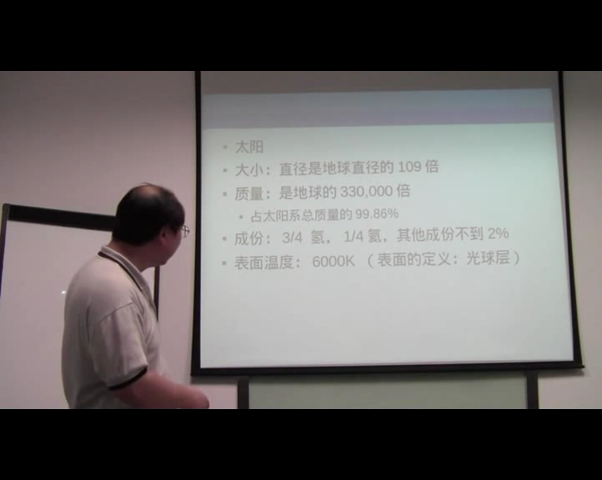 太阳
大小：直径是地球直径的 109 倍
质量：是地球的 330,000 倍
占太阳系总质量的 99.86%
成份： 3/4 氢， 1/4 氦，其他成份不到 2%
表面温度： 6000K （表面的定义：光球层）